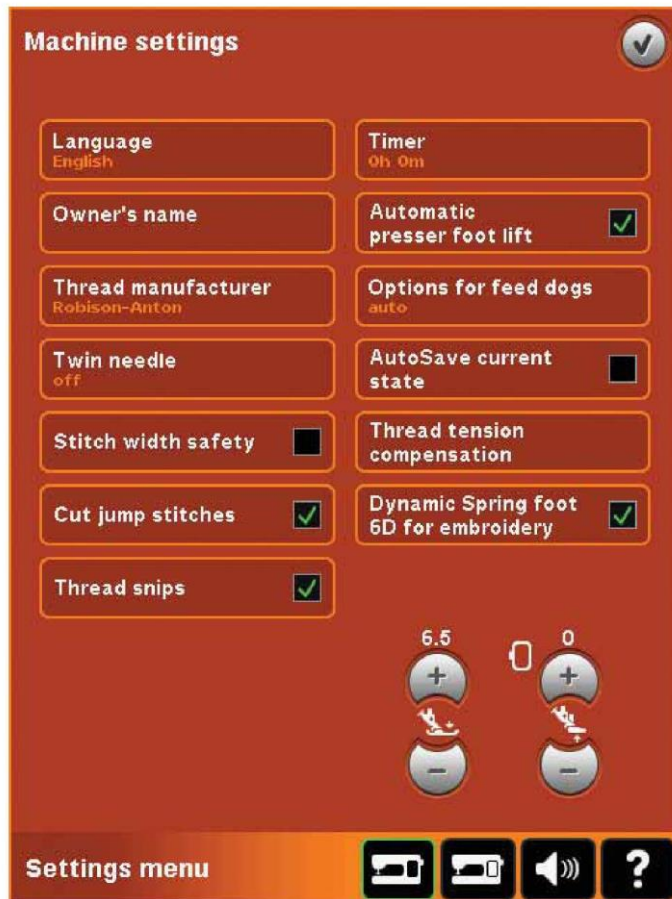 Machine settings
Language
English
Timer
0h 0m
Owner's name
Automatic
presser foot lift
Thread manufacturer
Robison-Anton
Options for feed dogs
auto
Twin needle
off
AutoSave current
state
Stitch width safety
Thread tension
compensation
Cut jump stitches
Dynamic Spring foot
6D for embroidery
Thread snips
6.5
0
+
+
-
-
Settings menu
?